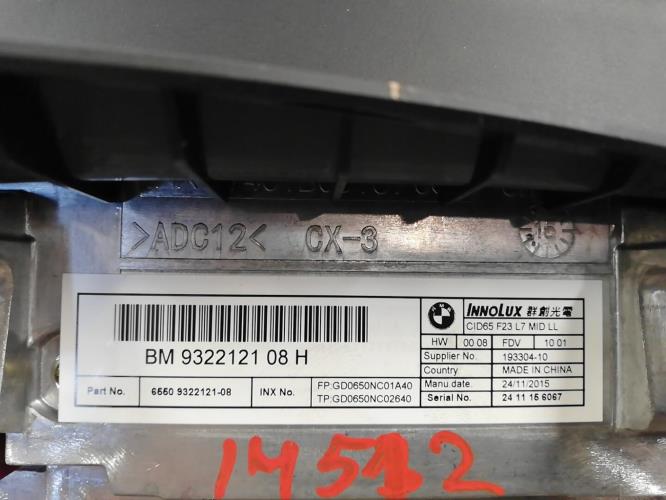 >ADC12< CX-3
BM 9322121 08 H
Part No. 6550 9322121-08 INX No. FP:GD0650NC01A40
TP:GD0650NC02640
INNOLUX 群創光電
CID65 F23 L7 MID LL
HW 00 08 FDV 10 01
Supplier No. 193304-10
Country MADE IN CHINA
Manu date. 24/11/2015
Serial No. 24 11 15 6067
14512